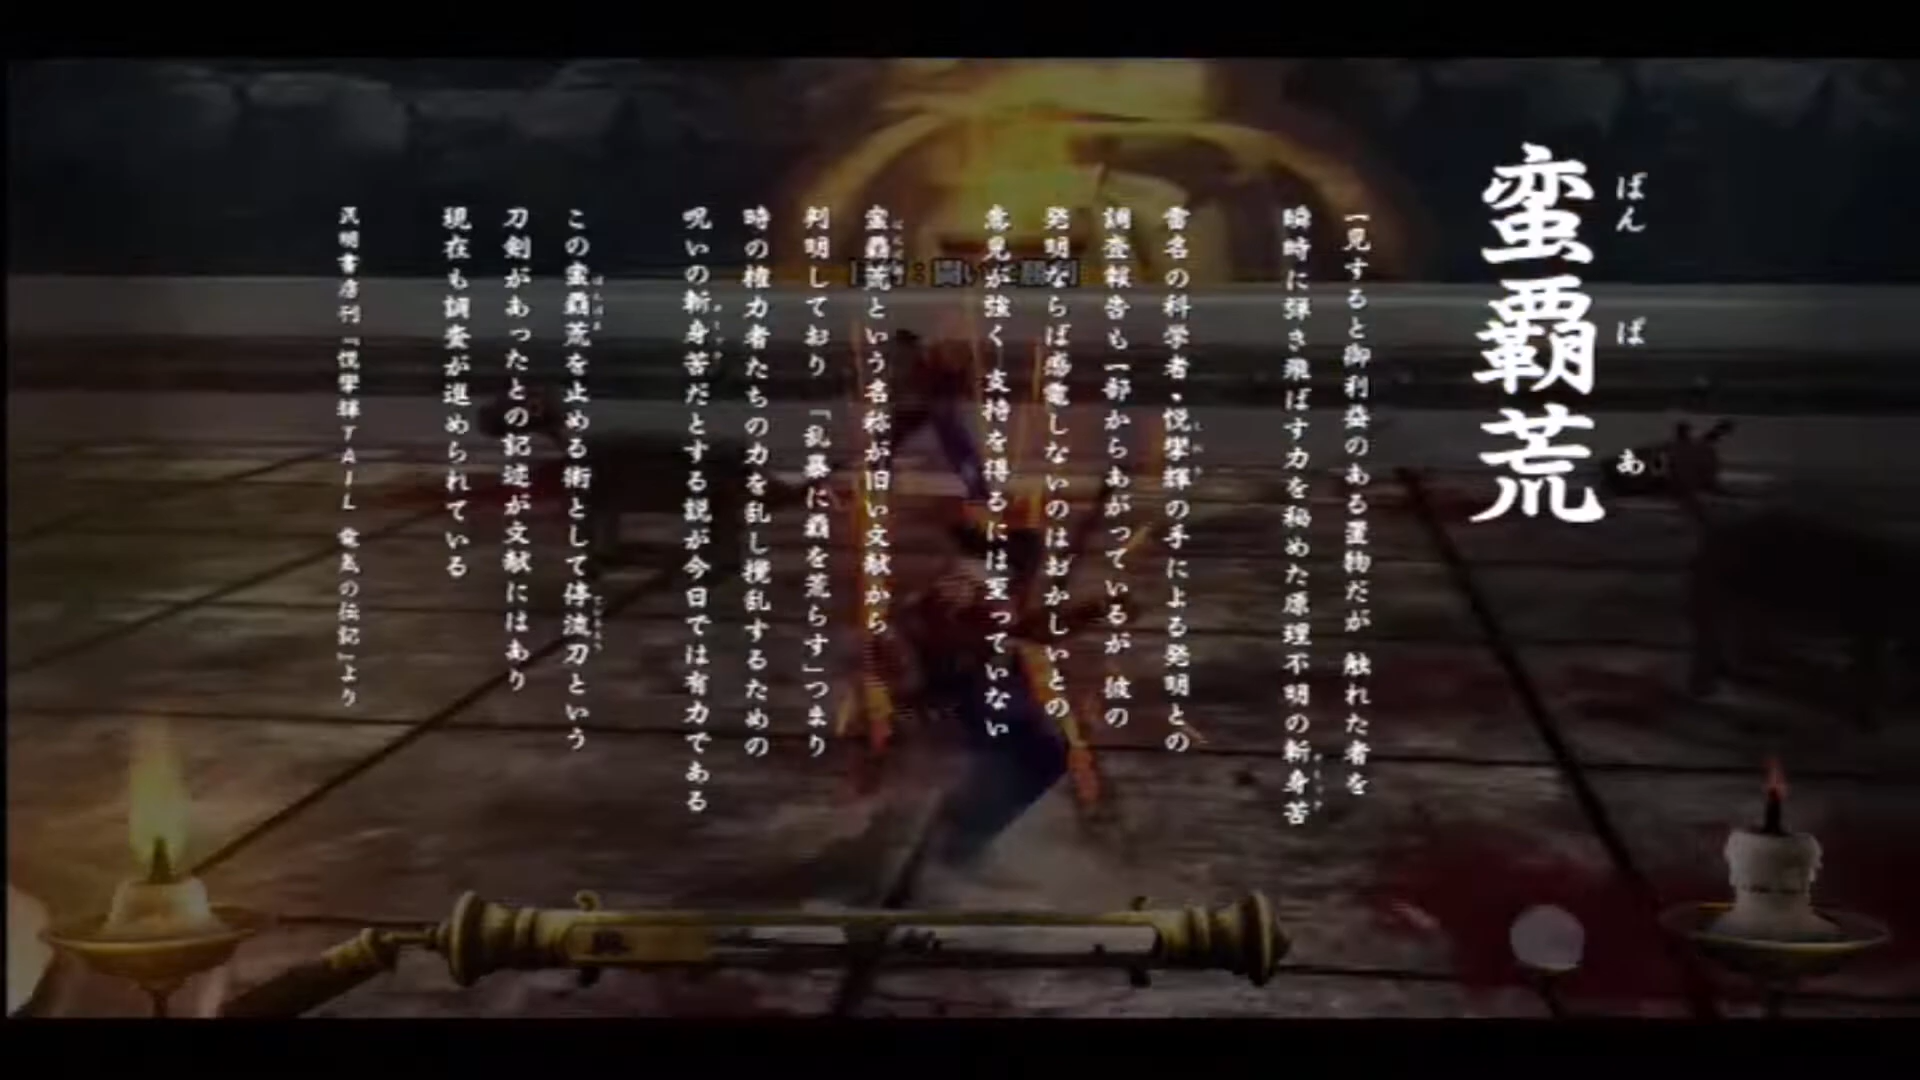 蛮覇荒
ばん ば あ
一見すると御利益のある置物だが 触れた者を
瞬時に弾き飛ばす力を秘めた原理不明の斬身苦
雷名の科学者・悦攣輝の手による発明との
調査報告も一部からあがっているが 彼の
発明ならば感電しないのはおかしいとの
意見が強く 支持を得るには至っていない
蛮覇荒という名称が旧い文献から
判明しており 「乱暴に覇を荒らす」つまり
時の権力者たちの力を乱し攪乱するための
呪いの斬身苦だとする説が今日では有力である
この蛮覇荒を止める術として停流刀という
刀剣があったとの記述が文献にはあり
現在も調査が進められている
民明書房刊『悦攣輝TAIL 電気の伝記』より